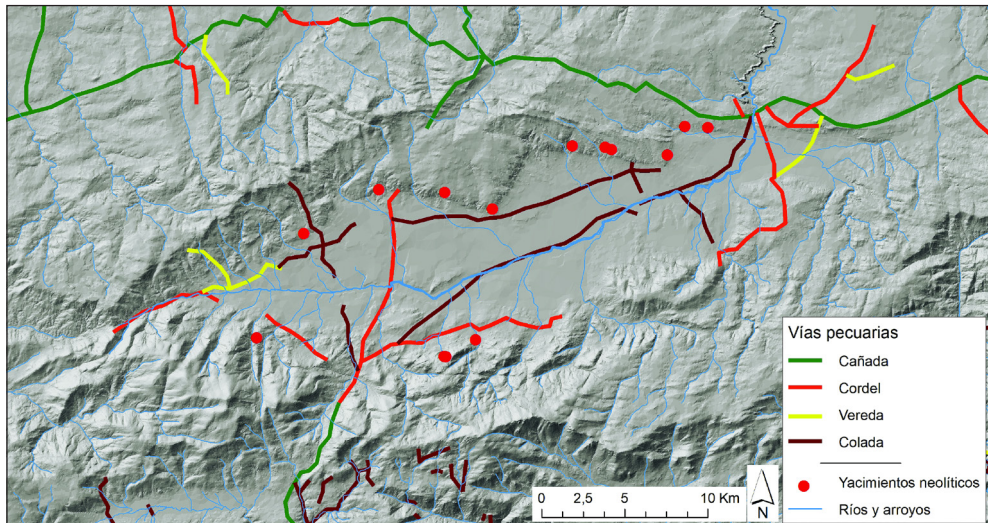 Vías pecuarias
Cañada
Cordel
Vereda
Colada
Yacimientos neolíticos
Ríos y arroyos
0 2,5 5 10 Km
N